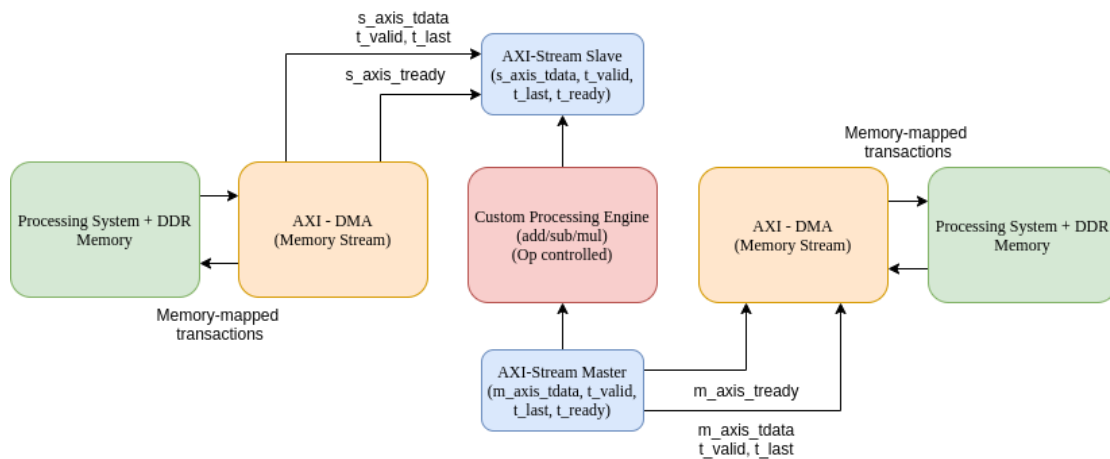 s_axis_tdata
t_valid, t_last
s_axis_tready
AXI-Stream Slave
(s_axis_tdata, t_valid,
t_last, t_ready)
Processing System + DDR
Memory
AXI - DMA
(Memory Stream)
Memory-mapped
transactions
Custom Processing Engine
(add/sub/mul)
(Op controlled)
AXI-Stream Master
(m_axis_tdata, t_valid,
t_last, t_ready)
m_axis_tready
m_axis_tdata
t_valid, t_last
AXI - DMA
(Memory Stream)
Memory-mapped
transactions
Processing System + DDR
Memory